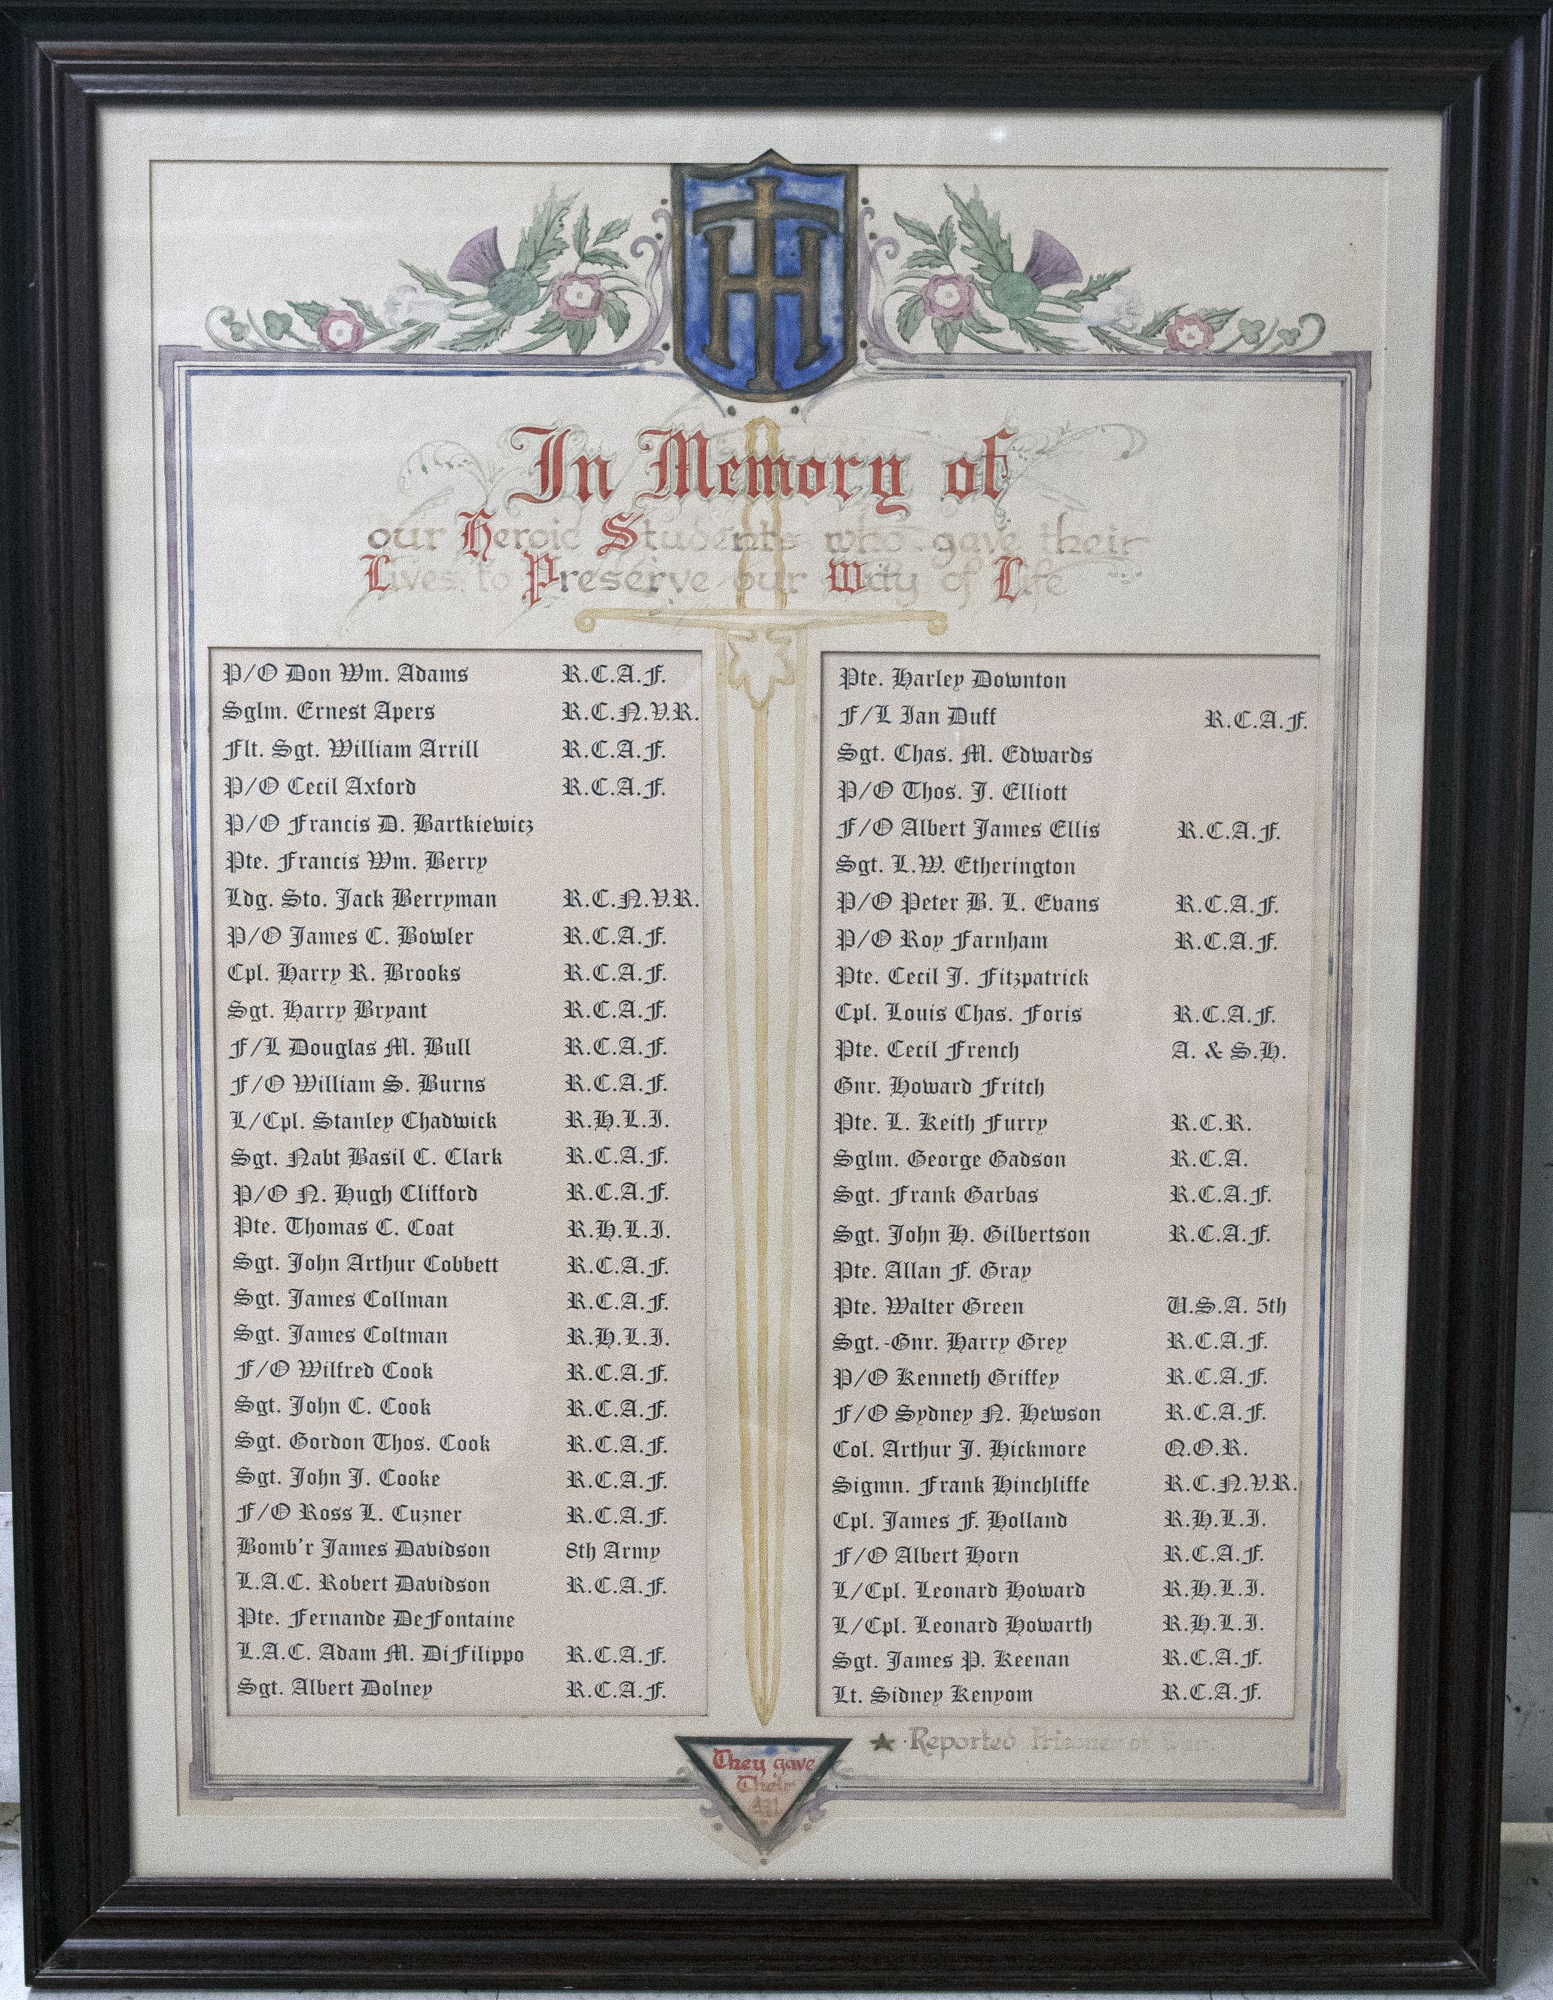 TH
In Memory of
our Heroic Students who gave their
Lives to Preserve our Way of Life
P/O Don Wm. Adams R.C.A.F.
Sglm. Ernest Apers R.C.N.V.R.
Flt. Sgt. William Arrill R.C.A.F.
P/O Cecil Axford R.C.A.F.
P/O Francis D. Bartkiewicz
Pte. Francis Wm. Berry
Ldg. Sto. Jack Berryman R.C.N.V.R.
P/O James C. Bowler R.C.A.F.
Cpl. Harry R. Brooks R.C.A.F.
Sgt. Harry Bryant R.C.A.F.
F/L Douglas M. Bull R.C.A.F.
F/O William S. Burns R.C.A.F.
L/Cpl. Stanley Chadwick R.H.L.I.
Sgt. Nabt Basil C. Clark R.C.A.F.
P/O N. Hugh Clifford R.C.A.F.
Pte. Thomas C. Coat R.H.L.I.
Sgt. John Arthur Cobbett R.C.A.F.
Sgt. James Collman R.C.A.F.
Sgt. James Coltman R.H.L.I.
F/O Wilfred Cook R.C.A.F.
Sgt. John C. Cook R.C.A.F.
Sgt. Gordon Thos. Cook R.C.A.F.
Sgt. John J. Cooke R.C.A.F.
F/O Ross L. Cuzner R.C.A.F.
Bomb'r James Davidson 8th Army
L.A.C. Robert Davidson R.C.A.F.
Pte. Fernande DeFontaine
L.A.C. Adam M. DiFilippo R.C.A.F.
Sgt. Albert Dolney R.C.A.F.
Pte. Harley Downton
F/L Ian Duff R.C.A.F.
Sgt. Chas. M. Edwards
P/O Thos. J. Elliott
F/O Albert James Ellis R.C.A.F.
Sgt. L.W. Etherington
P/O Peter B. L. Evans R.C.A.F.
P/O Roy Farnham R.C.A.F.
Pte. Cecil J. Fitzpatrick
Cpl. Louis Chas. Foris R.C.A.F.
Pte. Cecil French A. & S.H.
Gnr. Howard Fritch
Pte. L. Keith Furry R.C.R.
Sglm. George Gadson R.C.A.
Sgt. Frank Garbas R.C.A.F.
Sgt. John H. Gilbertson R.C.A.F.
Pte. Allan F. Gray
Pte. Walter Green U.S.A. 5th
Sgt.-Gnr. Harry Grey R.C.A.F.
P/O Kenneth Griffey R.C.A.F.
F/O Sydney N. Hewson R.C.A.F.
Col. Arthur J. Hickmore Q.O.R.
Sigmn. Frank Hinchliffe R.C.N.V.R.
Cpl. James F. Holland R.H.L.I.
F/O Albert Horn R.C.A.F.
L/Cpl. Leonard Howard R.H.L.I.
L/Cpl. Leonard Howarth R.H.L.I.
Sgt. James P. Keenan R.C.A.F.
Lt. Sidney Kenyom R.C.A.F.
★ Reported Prisoner of War
They gave
Their
All